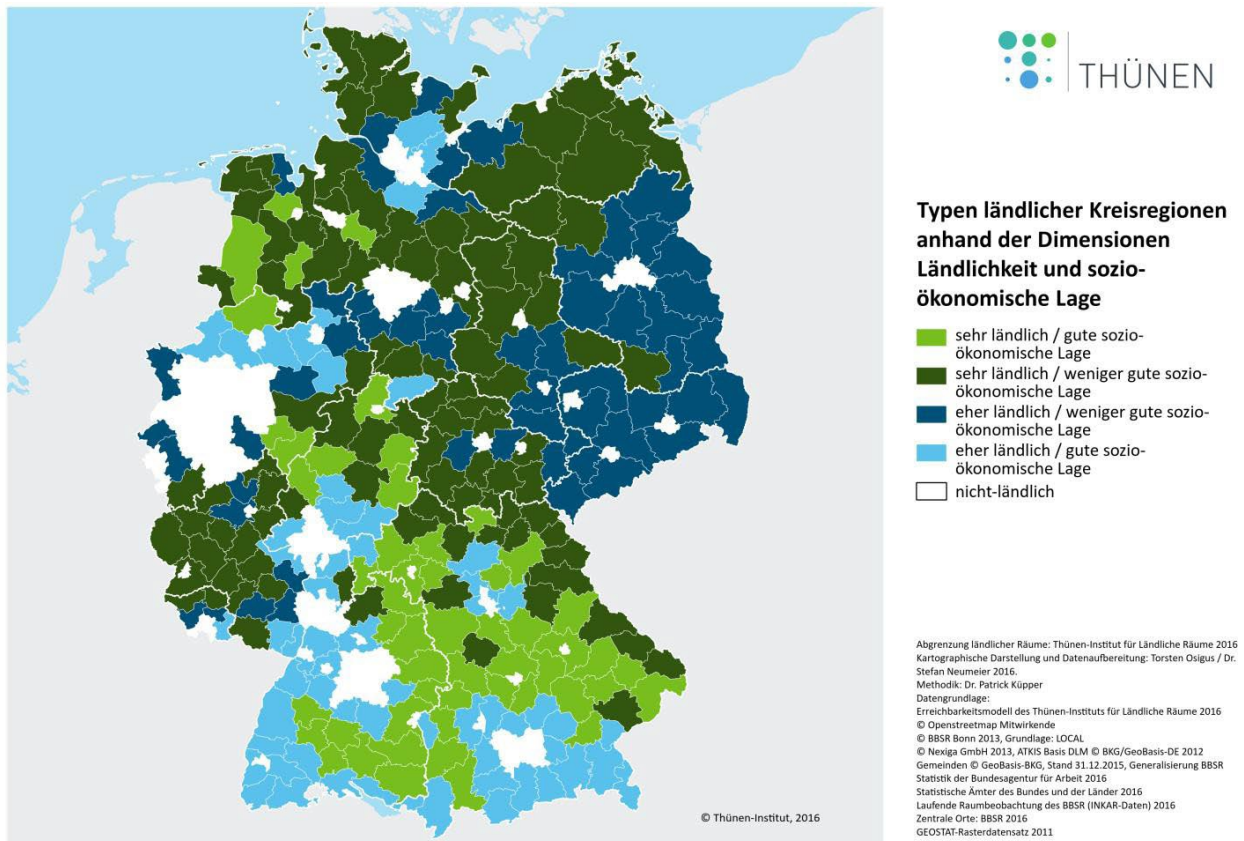 THÜNEN
Typen ländlicher Kreisregionen
anhand der Dimensionen
Ländlichkeit und sozio-
ökonomische Lage
sehr ländlich / gute sozio-
ökonomische Lage
sehr ländlich / weniger gute sozio-
ökonomische Lage
eher ländlich / weniger gute sozio-
ökonomische Lage
eher ländlich / gute sozio-
ökonomische Lage
nicht-ländlich
Abgrenzung ländlicher Räume: Thünen-Institut für Ländliche Räume 2016
Kartographische Darstellung und Datenaufbereitung: Torsten Osigus / Dr.
Stefan Neumeier 2016.
Methodik: Dr. Patrick Küpper
Datengrundlage:
Erreichbarkeitsmodell des Thünen-Instituts für Ländliche Räume 2016
© Openstreetmap Mitwirkende
© BBSR Bonn 2013, Grundlage: LOCAL
© Nexiga GmbH 2013, ATKIS Basis DLM © BKG/GeoBasis-DE 2012
Gemeinden © GeoBasis-BKG, Stand 31.12.2015, Generalisierung BBSR
Statistik der Bundesagentur für Arbeit 2016
Statistische Ämter des Bundes und der Länder 2016
Laufende Raumbeobachtung des BBSR (INKAR-Daten) 2016
Zentrale Orte: BBSR 2016
GEOSTAT-Rasterdatensatz 2011
© Thünen-Institut, 2016